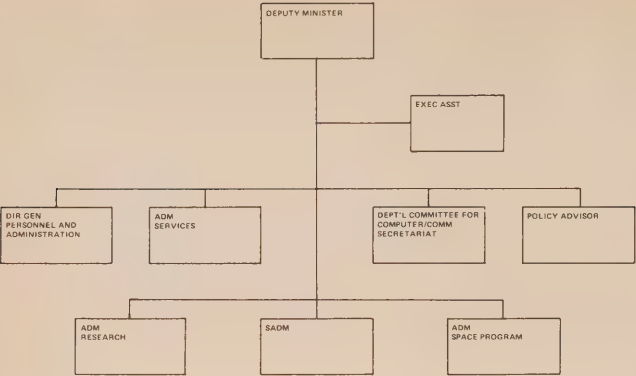 DEPUTY MINISTER
EXEC ASST
DIR GEN
PERSONNEL AND
ADMINISTRATION
ADM
SERVICES
DEPT'L COMMITTEE FOR
COMPUTER/COMM
SECRETARIAT
POLICY ADVISOR
ADM
RESEARCH
SADM
ADM
SPACE PROGRAM